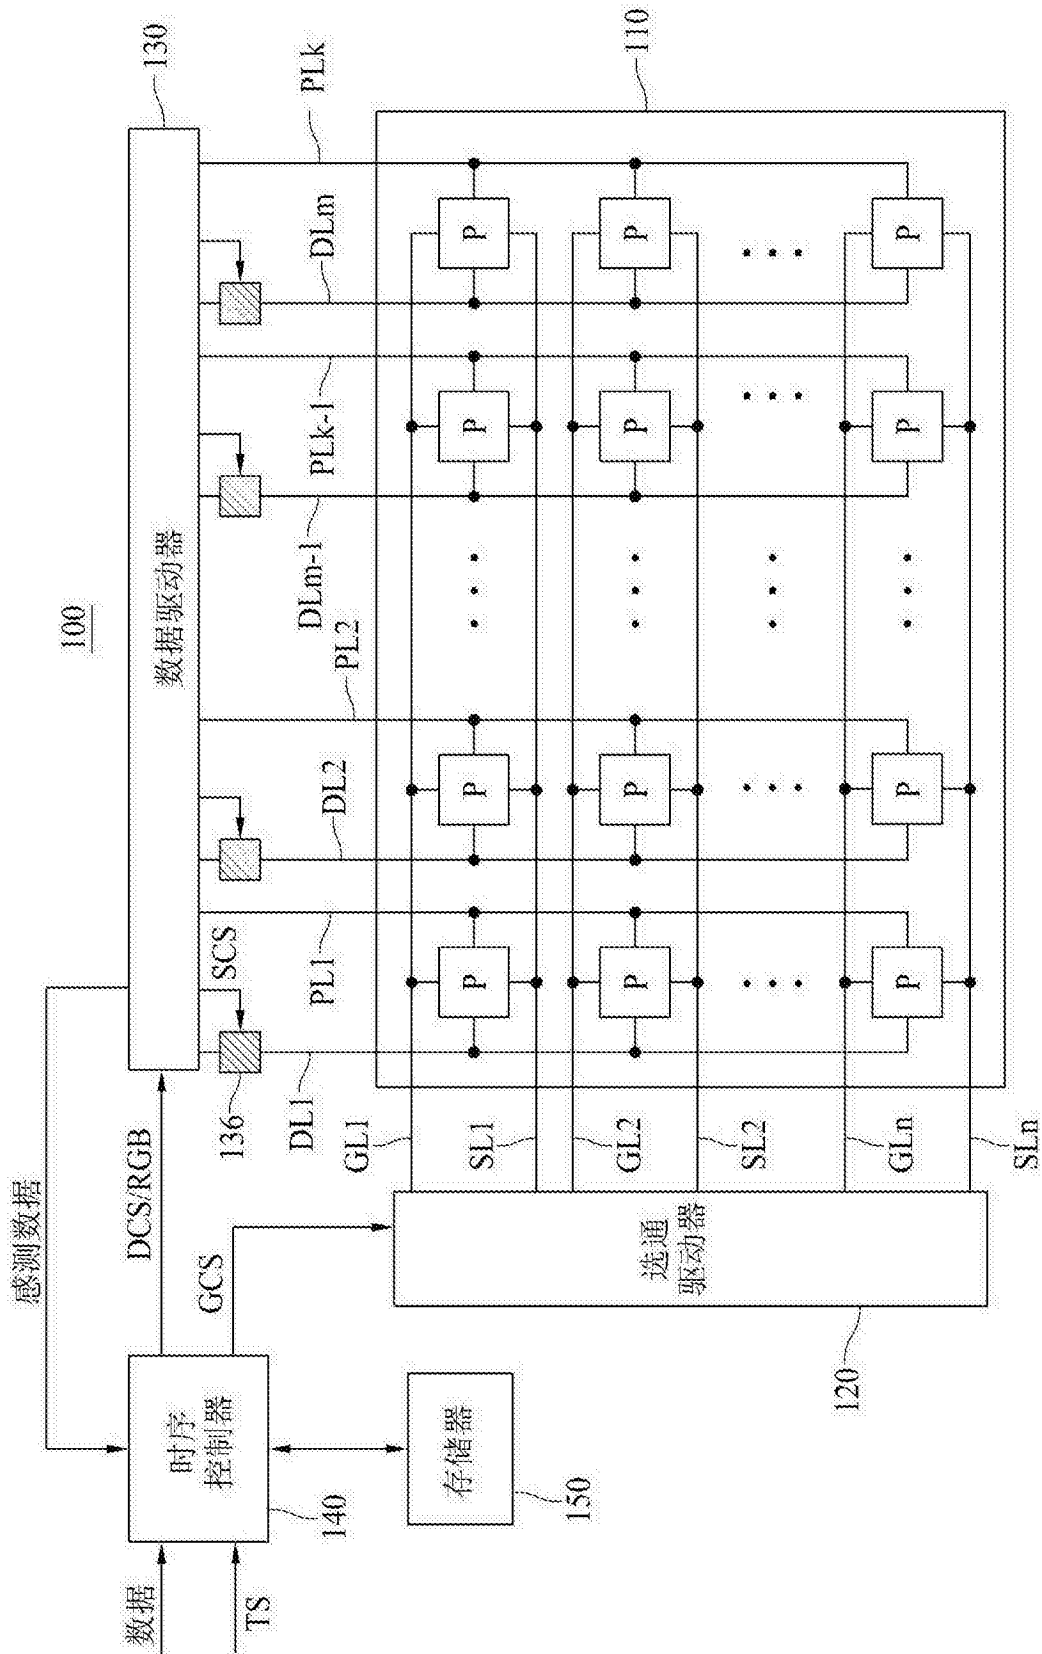 100
130
数据驱动器
感测数据
DCS/RGB
数据
TS
时序
控制器
140
GCS
存储器
150
136
SCS
DL1
PL1
DL2
PL2
DLm-1
PLk-1
DLm
PLk
110
GL1
SL1
GL2
SL2
GLn
SLn
选通
驱动器
120
P
P
P
P
P
P
P
P
P
P
P
P